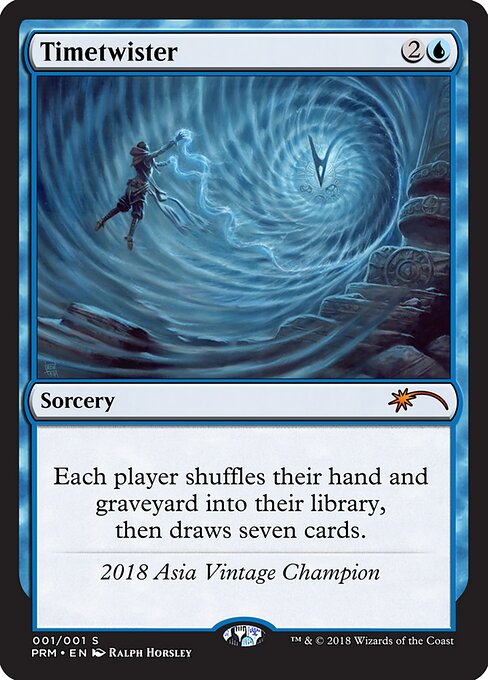 Timetwister 2
Sorcery
Each player shuffles their hand and
graveyard into their library,
then draws seven cards.
2018 Asia Vintage Champion
001/001 S
PRM • EN RALPH HORSLEY
™ & © 2018 Wizards of the Coast